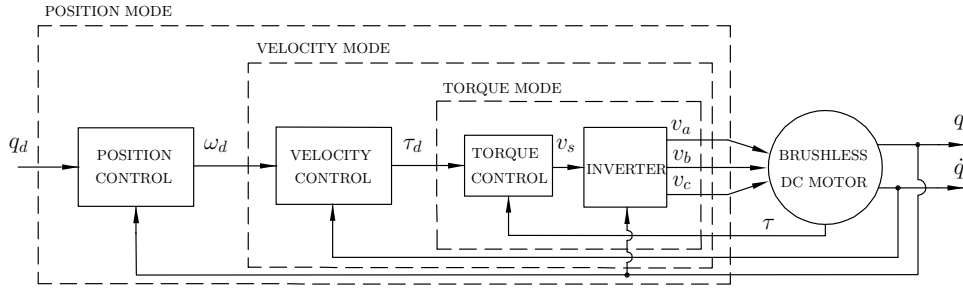 POSITION MODE
VELOCITY MODE
TORQUE MODE
q_d
POSITION
CONTROL
ω_d
VELOCITY
CONTROL
τ_d
TORQUE
CONTROL
v_s
INVERTER
v_a
v_b
v_c
BRUSHLESS
DC MOTOR
q
q̇
τ